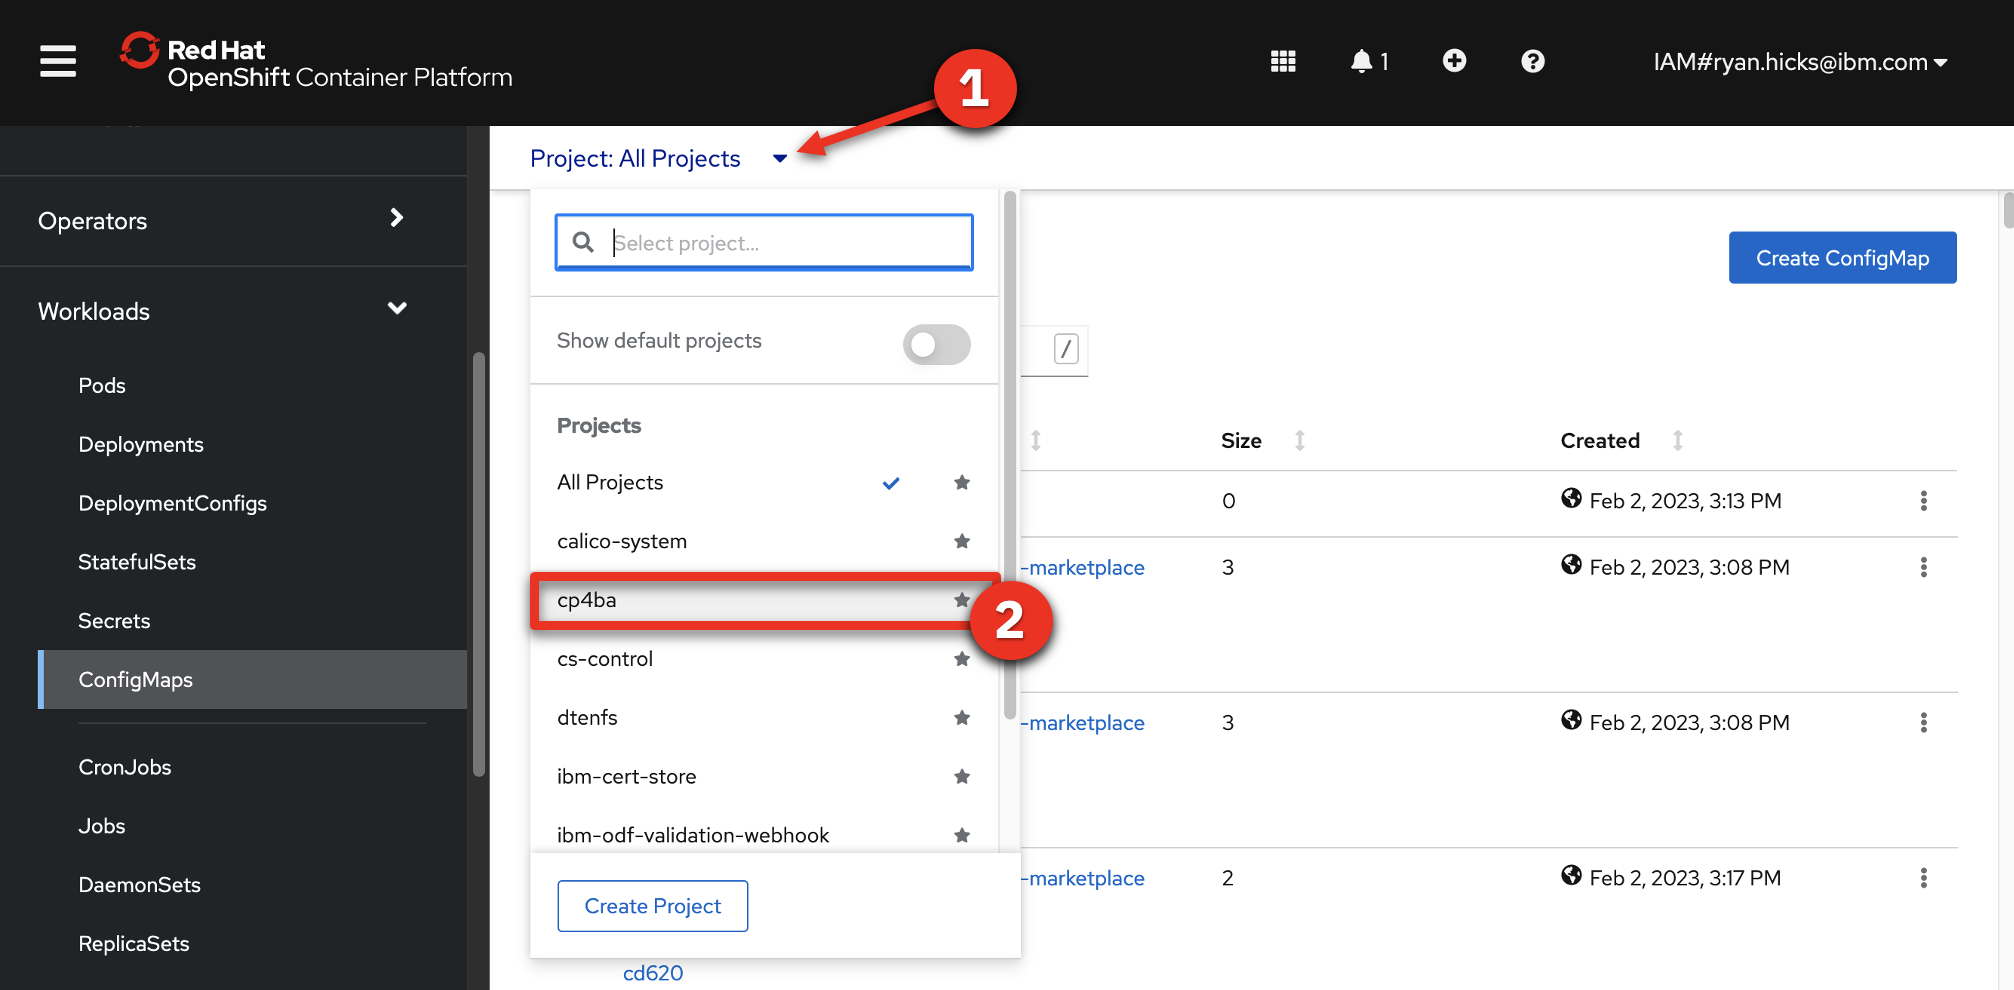 Red Hat
OpenShift Container Platform
1
IAM#ryan.hicks@ibm.com
1
Project: All Projects
Operators
Workloads
Pods
Deployments
DeploymentConfigs
StatefulSets
Secrets
ConfigMaps
CronJobs
Jobs
DaemonSets
ReplicaSets
Select project...
Show default projects
Projects
All Projects
calico-system
cp4ba
2
cs-control
dtenfs
ibm-cert-store
ibm-odf-validation-webhook
Create Project
Create ConfigMap
/
Size Created
0 Feb 2, 2023, 3:13 PM
-marketplace 3 Feb 2, 2023, 3:08 PM
-marketplace 3 Feb 2, 2023, 3:08 PM
-marketplace 2 Feb 2, 2023, 3:17 PM
cd620